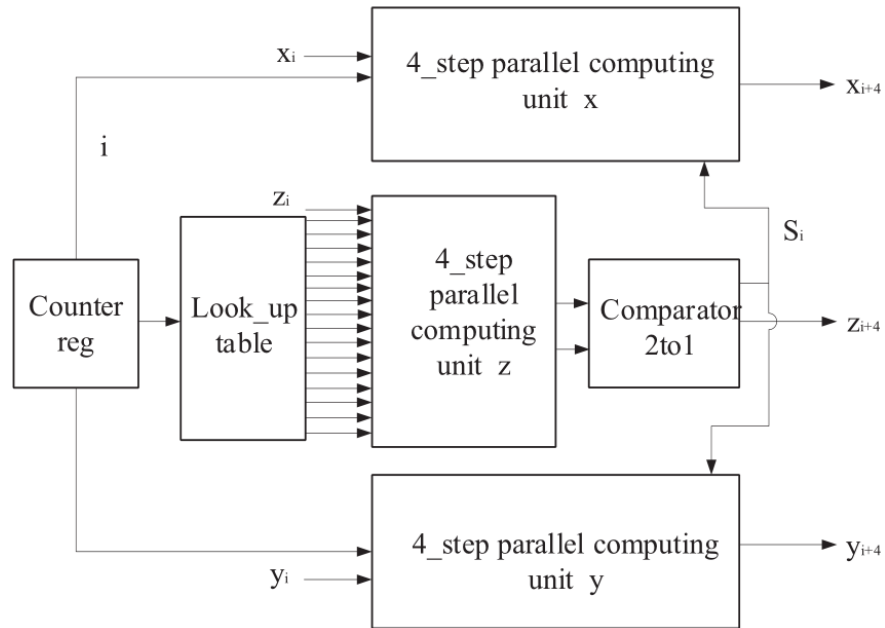 xᵢ
4_step parallel computing
unit x
xᵢ₊₄
i
zᵢ
Sᵢ
Counter
reg
Look_up
table
4_step
parallel
computing
unit z
Comparator
2to1
zᵢ₊₄
4_step parallel computing
unit y
yᵢ
yᵢ₊₄